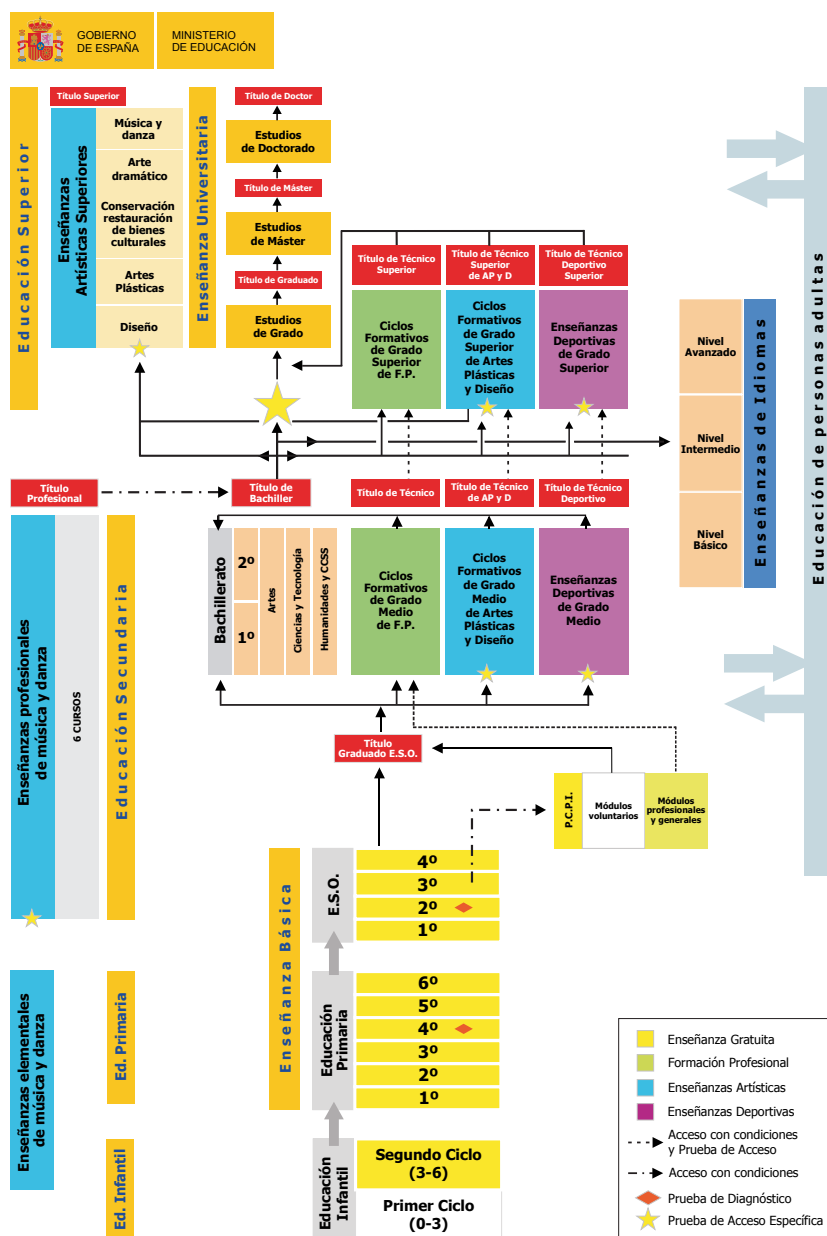 GOBIERNO
DE ESPAÑA
MINISTERIO
DE EDUCACIÓN
Educación Superior
Título Superior
Enseñanzas
Artísticas Superiores
Música y
danza
Arte
dramático
Conservación
restauración
de bienes
culturales
Artes
Plásticas
Diseño
Enseñanza Universitaria
Título de Doctor
Estudios
de Doctorado
Título de Máster
Estudios
de Máster
Título de Graduado
Estudios
de Grado
Título de Técnico
Superior
Título de Técnico
Superior
de AP y D
Título de Técnico
Deportivo
Superior
Ciclos
Formativos
de Grado
Superior
de F.P.
Ciclos
Formativos
de Grado
Superior
de Artes
Plásticas
y Diseño
Enseñanzas
Deportivas
de Grado
Superior
Nivel
Avanzado
Nivel
Intermedio
Nivel
Básico
Enseñanzas de Idiomas
Educación de personas adultas
Título
Profesional
Título de
Bachiller
Título de Técnico
Título de Técnico
de AP y D
Título de Técnico
Deportivo
Enseñanzas profesionales
de música y danza
6 CURSOS
Educación Secundaria
Bachillerato
2º
1º
Artes
Ciencias y Tecnología
Humanidades y CCSS
Ciclos
Formativos
de Grado
Medio
de F.P.
Ciclos
Formativos
de Grado
Medio
de Artes
Plásticas
y Diseño
Enseñanzas
Deportivas
de Grado
Medio
Título
Graduado E.S.O.
P.C.P.I.
Módulos
voluntarios
Módulos
profesionales
y generales
Enseñanza Básica
E.S.O.
4º
3º
2º
1º
Enseñanzas elementales
de música y danza
Ed. Primaria
Educación
Primaria
6º
5º
4º
3º
2º
1º
Ed. Infantil
Educación
Infantil
Segundo Ciclo
(3-6)
Primer Ciclo
(0-3)
Enseñanza Gratuita
Formación Profesional
Enseñanzas Artísticas
Enseñanzas Deportivas
Acceso con condiciones
y Prueba de Acceso
Acceso con condiciones
Prueba de Diagnóstico
Prueba de Acceso Específica